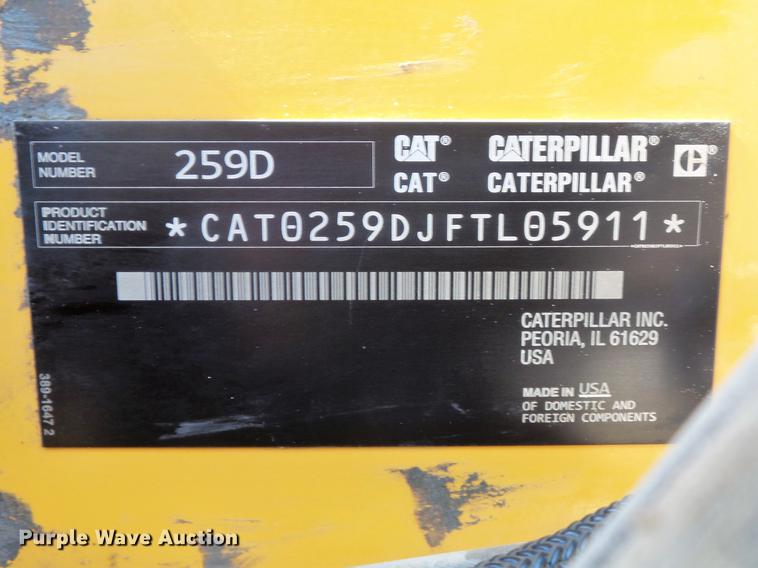 MODEL NUMBER 259D
CAT® CATERPILLAR® C®
CAT® CATERPILLAR®
PRODUCT IDENTIFICATION NUMBER *CAT0259DJFTL05911*
*CAT0259DJFTL05911*
CATERPILLAR INC.
PEORIA, IL 61629
USA
MADE IN USA
OF DOMESTIC AND
FOREIGN COMPONENTS
389-1647 2
Purple Wave Auction